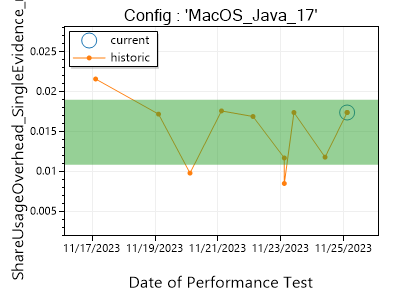 Config : 'MacOS_Java_17'
ShareUsageOverhead_SingleEvidence_
current
historic
0.025
0.02
0.015
0.01
0.005
11/17/2023 11/19/2023 11/21/2023 11/23/2023 11/25/2023
Date of Performance Test